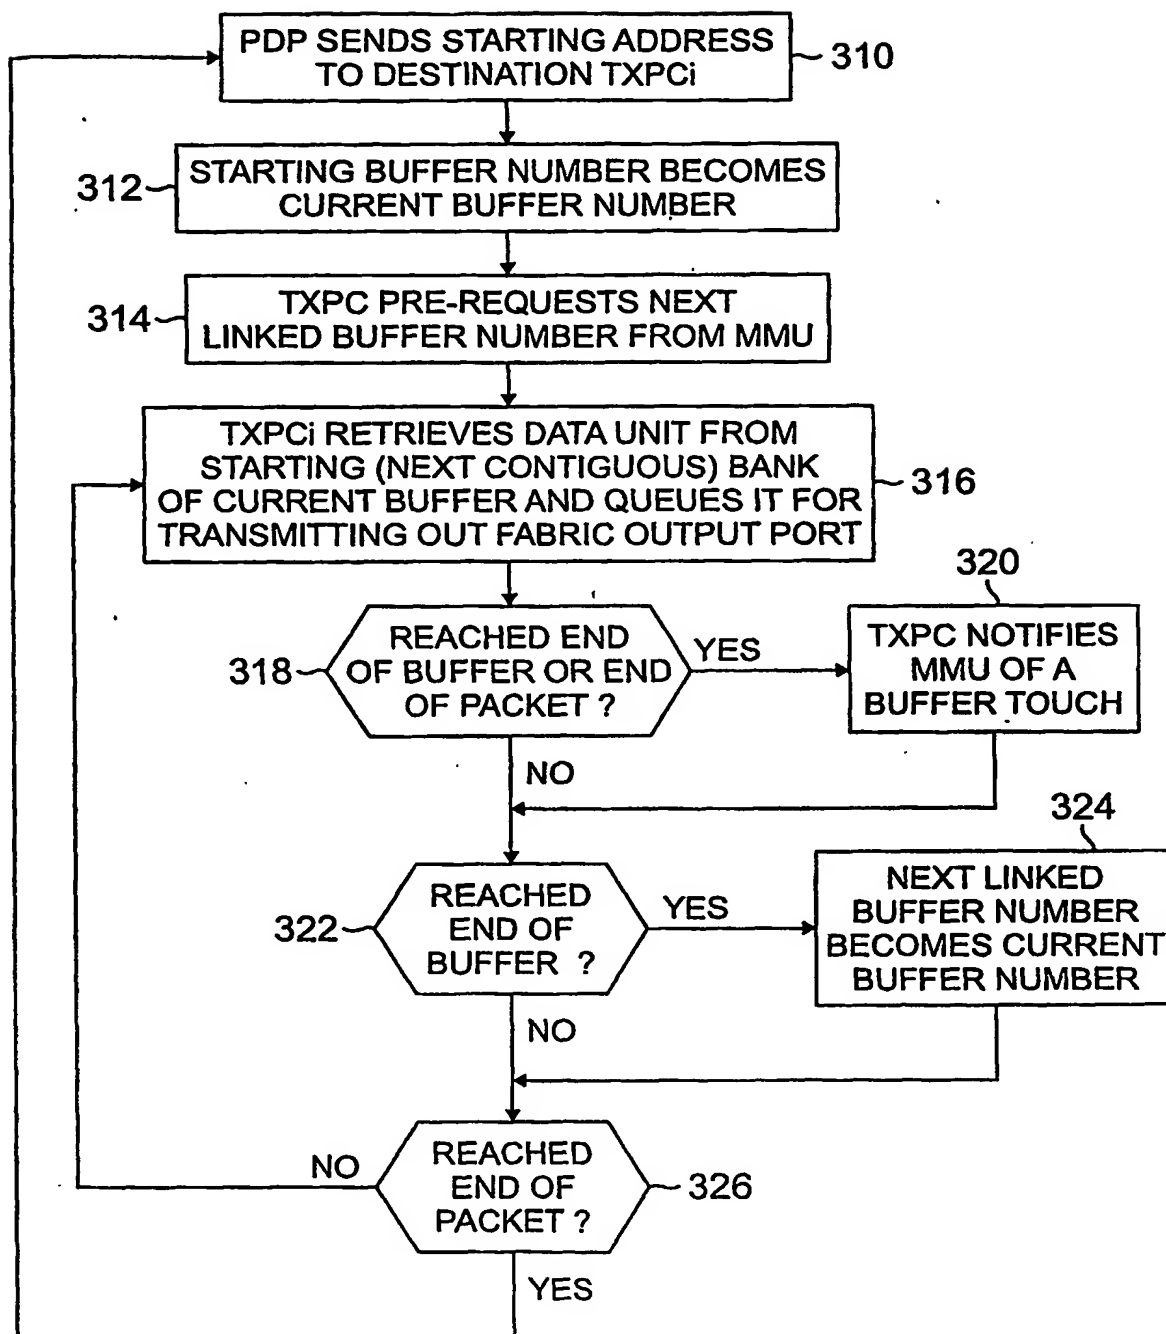 PDP SENDS STARTING ADDRESS
TO DESTINATION TXPCi
310
312
STARTING BUFFER NUMBER BECOMES
CURRENT BUFFER NUMBER
314
TXPC PRE-REQUESTS NEXT
LINKED BUFFER NUMBER FROM MMU
TXPCi RETRIEVES DATA UNIT FROM
STARTING (NEXT CONTIGUOUS) BANK
OF CURRENT BUFFER AND QUEUES IT FOR
TRANSMITTING OUT FABRIC OUTPUT PORT
316
318
REACHED END
OF BUFFER OR END
OF PACKET ?
YES
320
TXPC NOTIFIES
MMU OF A
BUFFER TOUCH
NO
322
REACHED
END OF
BUFFER ?
YES
324
NEXT LINKED
BUFFER NUMBER
BECOMES CURRENT
BUFFER NUMBER
NO
NO
REACHED
END OF
PACKET ?
326
YES